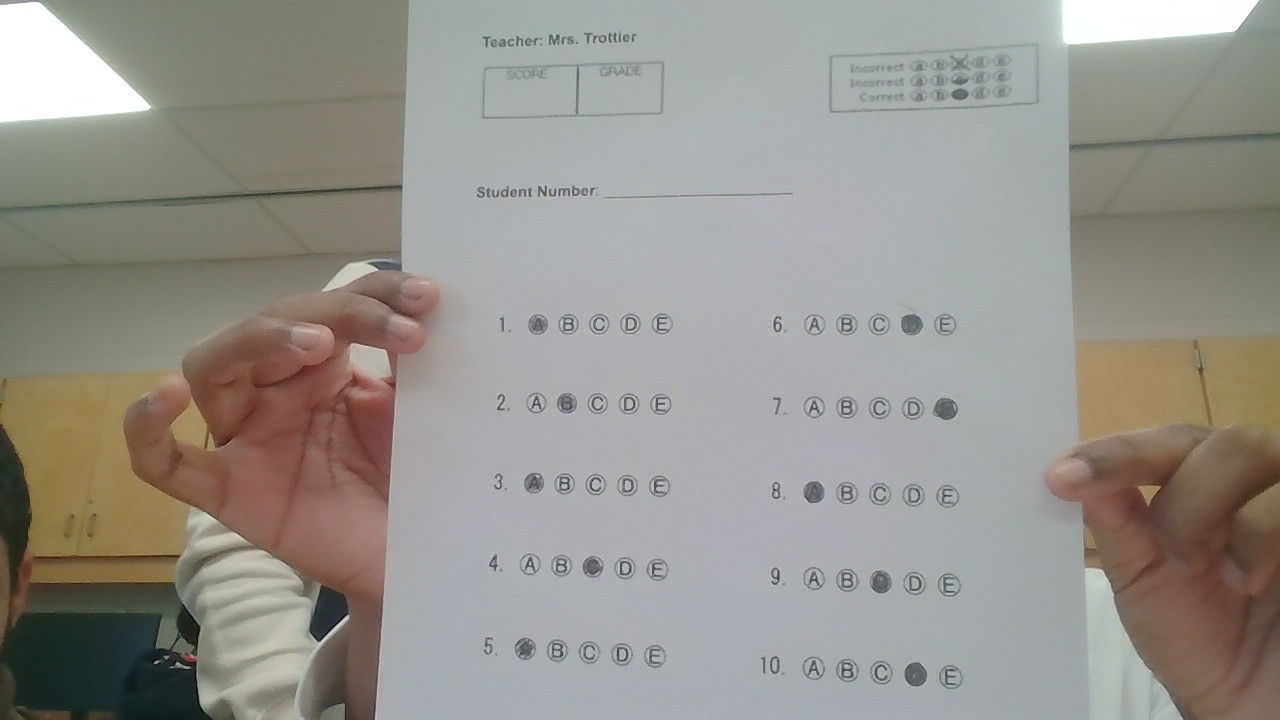 Teacher: Mrs. Trottier
SCORE GRADE
Incorrect a b c d e
Incorrect a b c d e
Correct a b d e
Student Number: ____________________
1. A B C D E
2. A B C D E
3. A B C D E
4. A B C D E
5. B C D E
6. A B C D E
7. A B C D
8. A B C D E
9. A B D E
10. A B C E